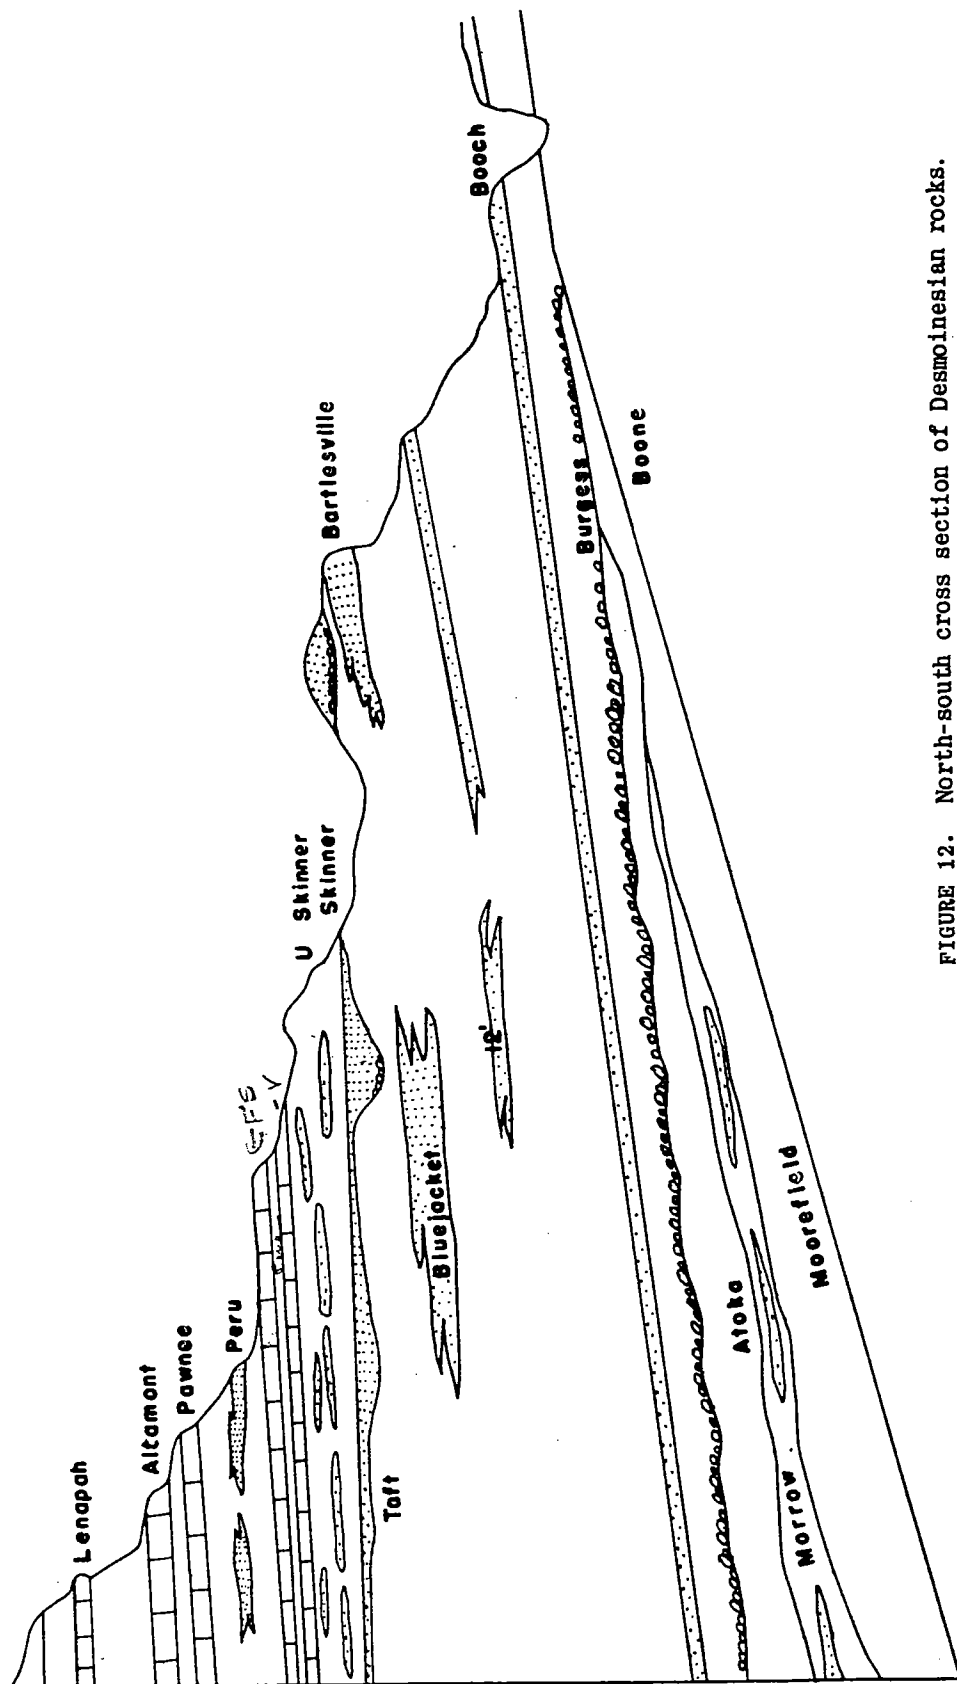 Lenapah
Altamont
Pawnee
Peru
U Skinner
Skinner
Bartlesville
Booch
Taft
Bluejacket
12'
Burgess
Boone
Atoka
Morrow
Moorefield
FIGURE 12. North-south cross section of Desmoinesian rocks.